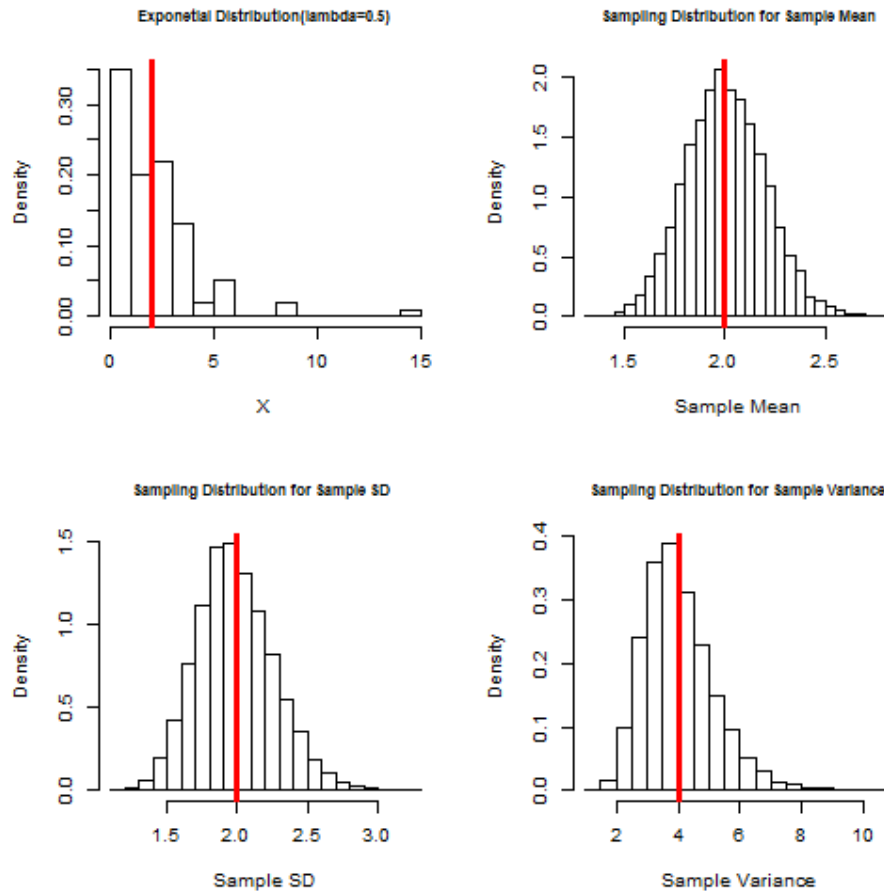 Exponetial Distribution(lambda=0.5)
Density
0.00 0.10 0.20 0.30
0 5 10 15
X
Sampling Distribution for Sample Mean
Density
0.0 0.5 1.0 1.5 2.0
1.5 2.0 2.5
Sample Mean
Sampling Distribution for Sample SD
Density
0.0 0.5 1.0 1.5
1.5 2.0 2.5 3.0
Sample SD
Sampling Distribution for Sample Variance
Density
0.0 0.1 0.2 0.3 0.4
2 4 6 8 10
Sample Variance